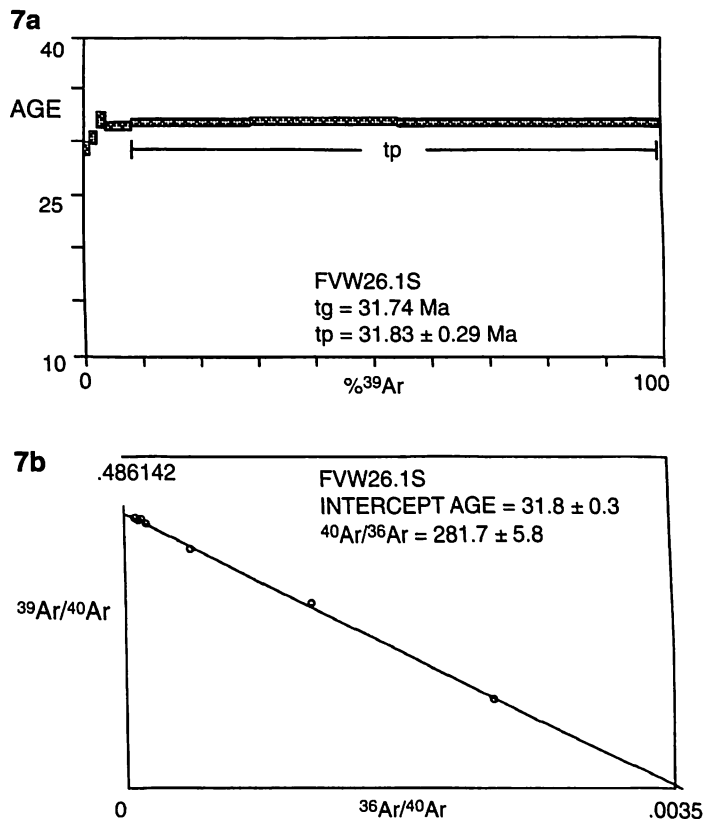 7a
40
AGE
tp
25
FVW26.1S
tg = 31.74 Ma
tp = 31.83 ± 0.29 Ma
10
0
%³⁹Ar
100
7b
.486142
FVW26.1S
INTERCEPT AGE = 31.8 ± 0.3
⁴⁰Ar/³⁶Ar = 281.7 ± 5.8
³⁹Ar/⁴⁰Ar
0
³⁶Ar/⁴⁰Ar
.0035